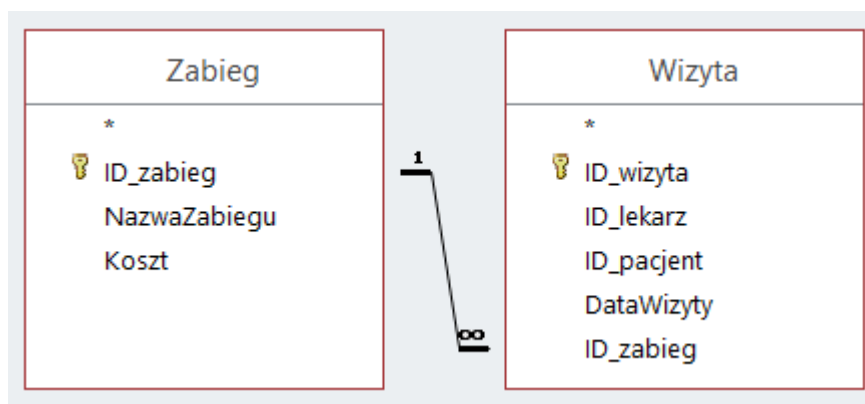 Zabieg
*
ID_zabieg
NazwaZabiegu
Koszt
1
∞
Wizyta
*
ID_wizyta
ID_lekarz
ID_pacjent
DataWizyty
ID_zabieg